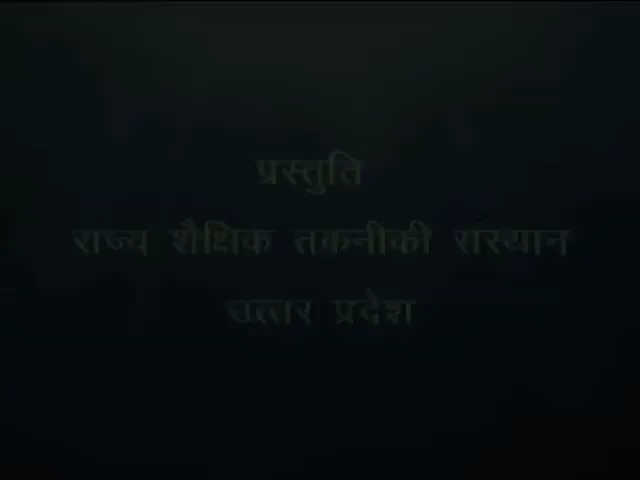 प्रस्तुति
राज्य शैक्षिक तकनीकी संस्थान
उत्तर प्रदेश